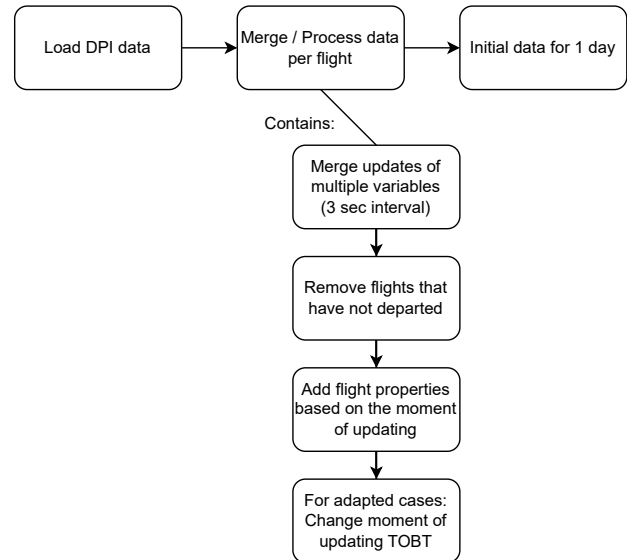 Load DPI data
Merge / Process data
per flight
Initial data for 1 day
Contains:
Merge updates of
multiple variables
(3 sec interval)
Remove flights that
have not departed
Add flight properties
based on the moment
of updating
For adapted cases:
Change moment of
updating TOBT